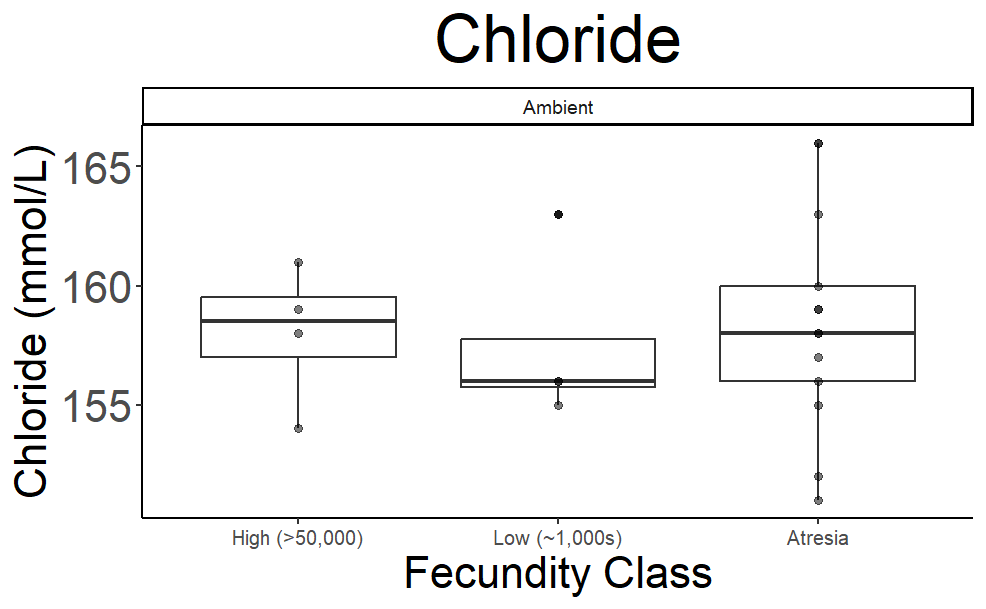 Chloride
Ambient
Chloride (mmol/L)
165
160
155
High (>50,000) Low (~1,000s) Atresia
Fecundity Class